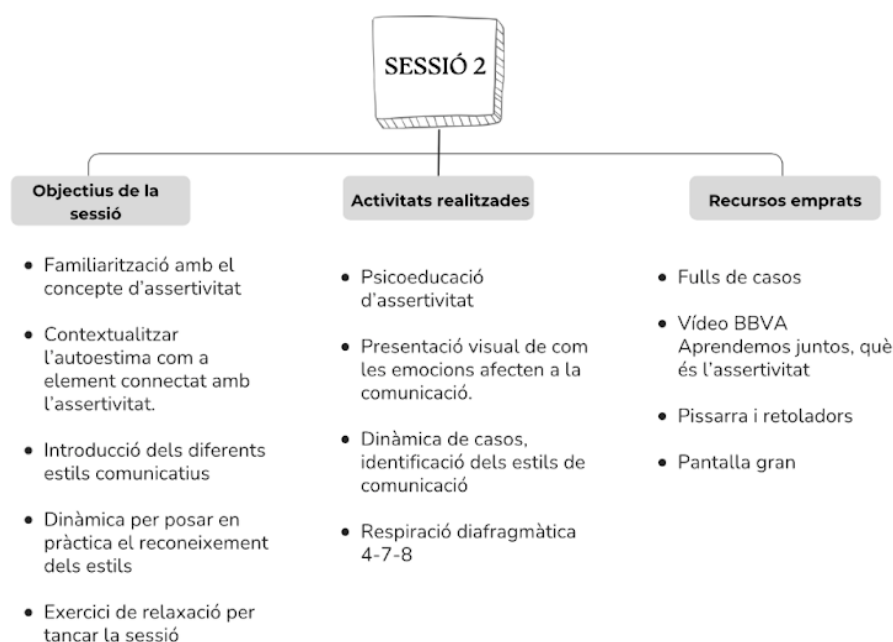 SESSIÓ 2
Objectius de la
sessió
• Familiarització amb el
concepte d'assertivitat
• Contextualitzar
l'autoestima com a
element connectat amb
l'assertivitat.
• Introducció dels diferents
estils comunicatius
• Dinàmica per posar en
pràctica el reconeixement
dels estils
• Exercici de relaxació per
tancar la sessió
Activitats realitzades
• Psicoeducació
d'assertivitat
• Presentació visual de com
les emocions afecten a la
comunicació.
• Dinàmica de casos,
identificació dels estils de
comunicació
• Respiració diafragmàtica
4-7-8
Recursos emprats
• Fulls de casos
• Vídeo BBVA
Aprendemos juntos, què
és l'assertivitat
• Pissarra i retoladors
• Pantalla gran